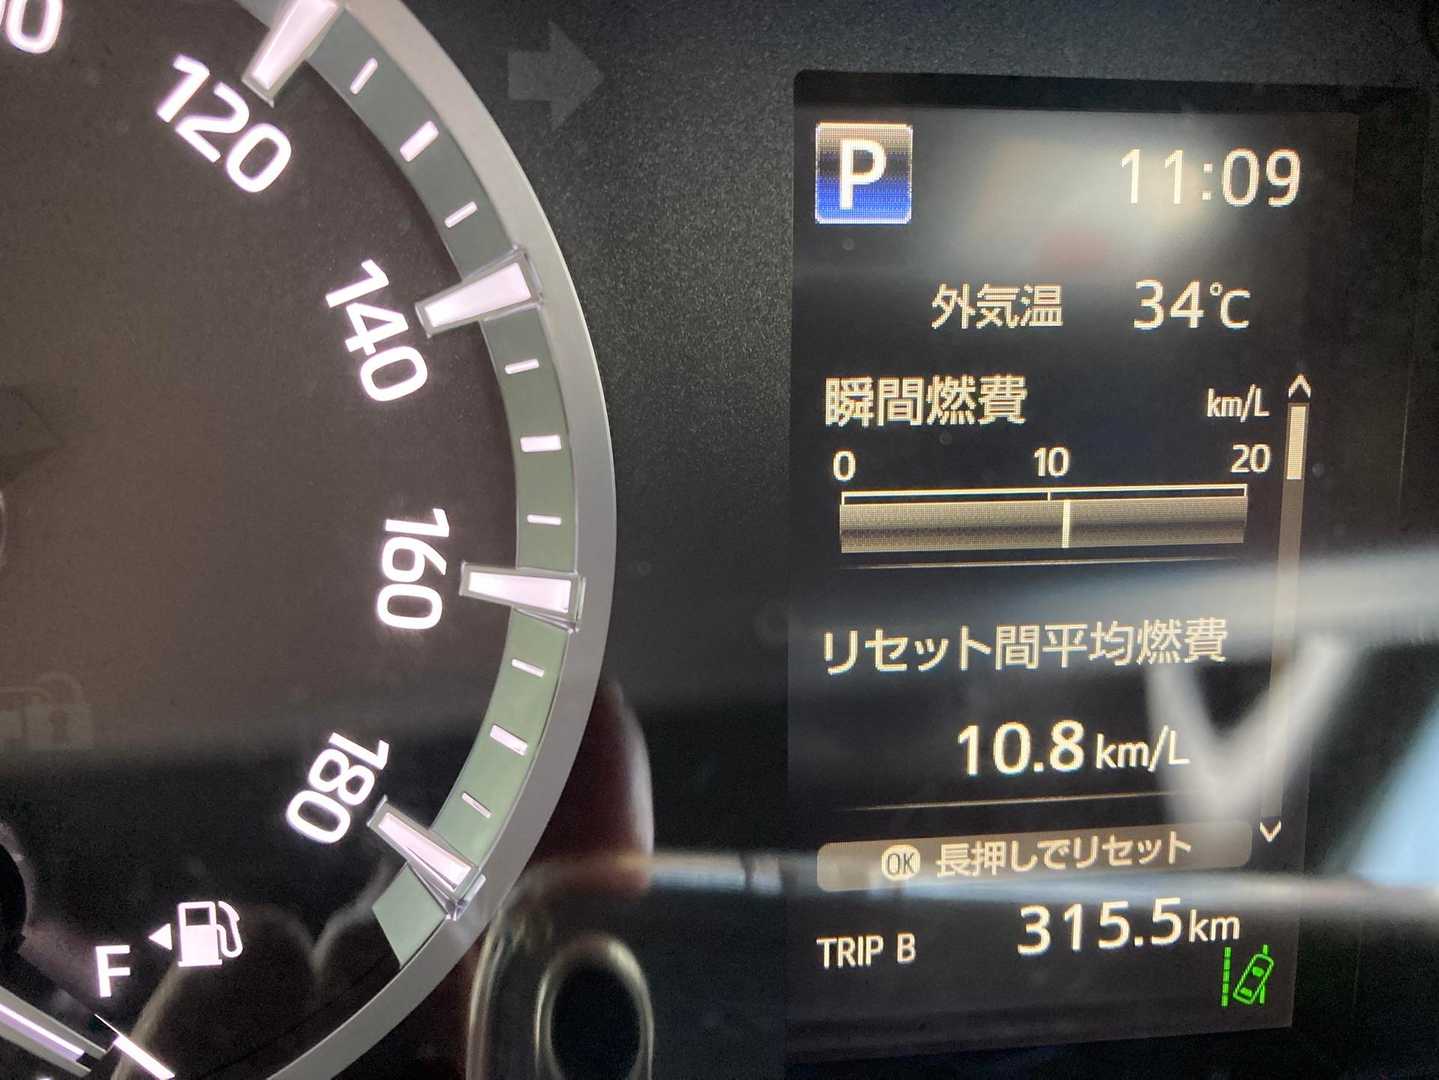 120
140
160
180
F
P
11:09
外気温 34℃
瞬間燃費 km/L
0 10 20
リセット間平均燃費
10.8 km/L
OK 長押しでリセット
TRIP B 315.5 km